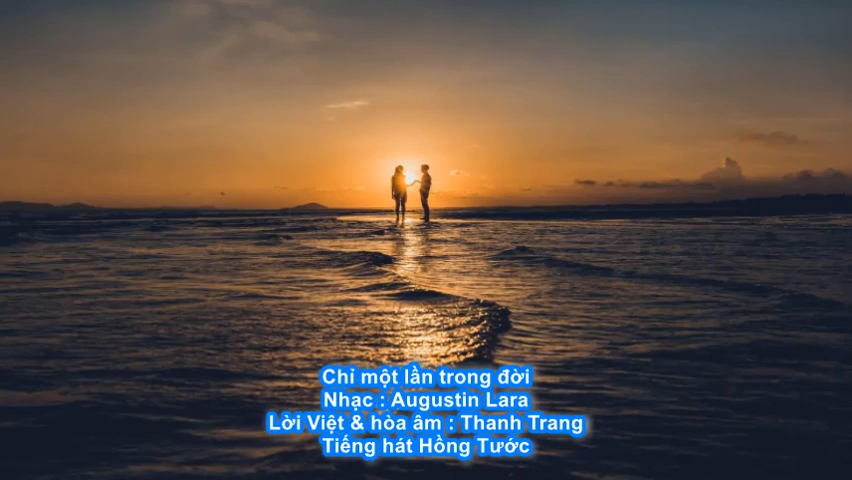 Chỉ một lần trong đời
Nhạc : Augustin Lara
Lời Việt & hòa âm : Thanh Trang
Tiếng hát Hồng Tước